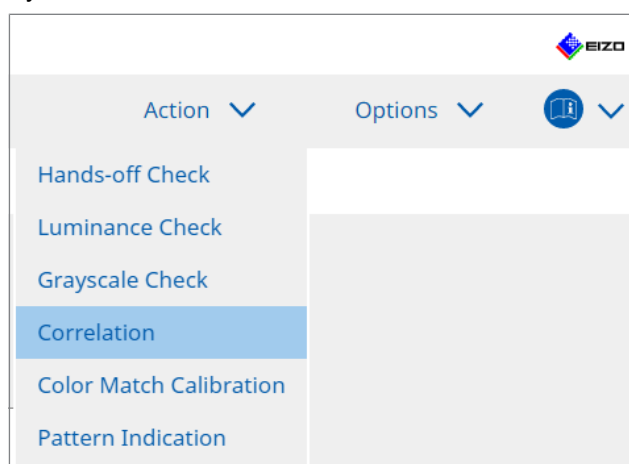 EIZO
Action
Options
Hands-off Check
Luminance Check
Grayscale Check
Correlation
Color Match Calibration
Pattern Indication